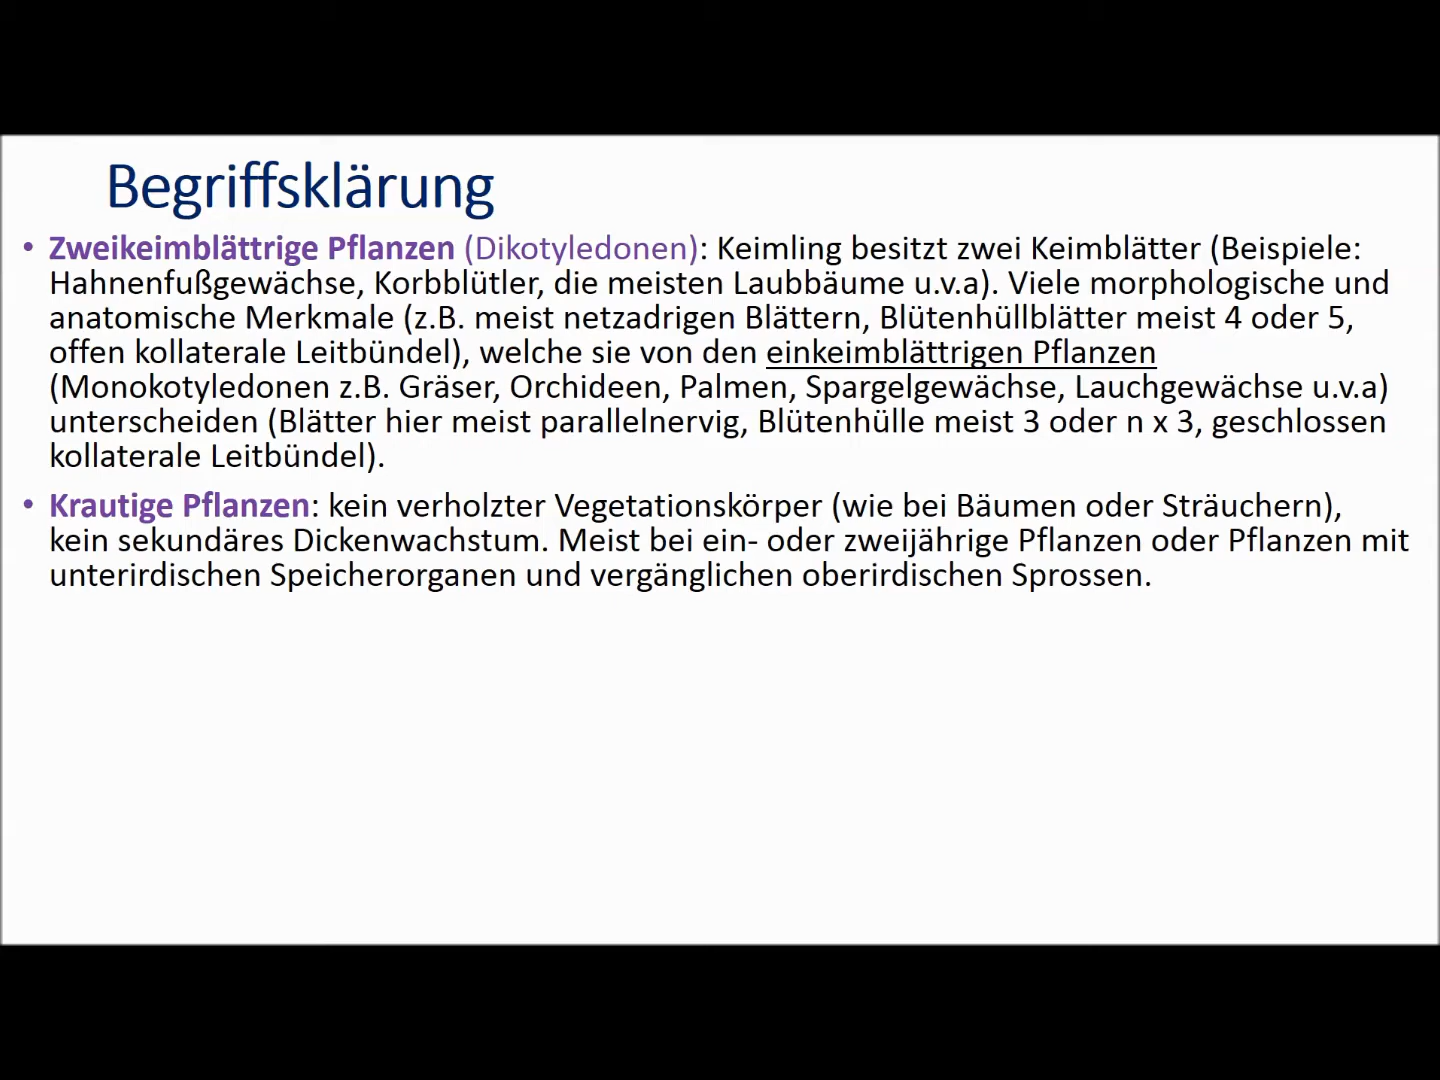 Begriffsklärung
• Zweikeimblättrige Pflanzen (Dikotyledonen): Keimling besitzt zwei Keimblätter (Beispiele:
Hahnenfußgewächse, Korbblütler, die meisten Laubbäume u.v.a). Viele morphologische und
anatomische Merkmale (z.B. meist netzadrigen Blättern, Blütenhüllblätter meist 4 oder 5,
offen kollaterale Leitbündel), welche sie von den einkeimblättrigen Pflanzen
(Monokotyledonen z.B. Gräser, Orchideen, Palmen, Spargelgewächse, Lauchgewächse u.v.a)
unterscheiden (Blätter hier meist parallelnervig, Blütenhülle meist 3 oder n x 3, geschlossen
kollaterale Leitbündel).
• Krautige Pflanzen: kein verholzter Vegetationskörper (wie bei Bäumen oder Sträuchern),
kein sekundäres Dickenwachstum. Meist bei ein- oder zweijährige Pflanzen oder Pflanzen mit
unterirdischen Speicherorganen und vergänglichen oberirdischen Sprossen.